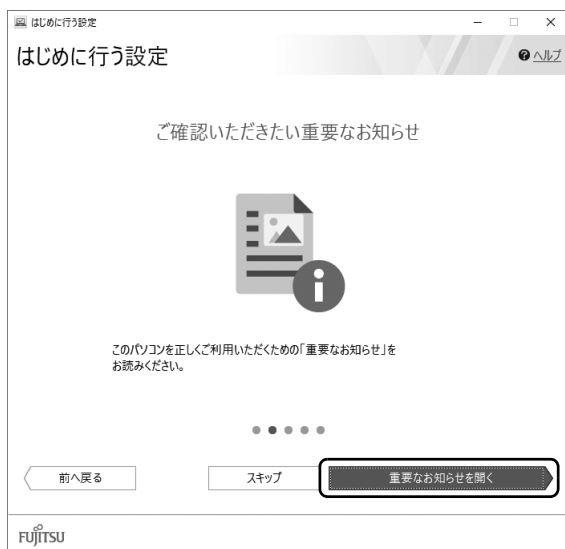 はじめに行う設定
はじめに行う設定
ヘルプ
ご確認いただきたい重要なお知らせ
このパソコンを正しくご利用いただくための「重要なお知らせ」を
お読みください。
前へ戻る
スキップ
重要なお知らせを開く
FUJITSU